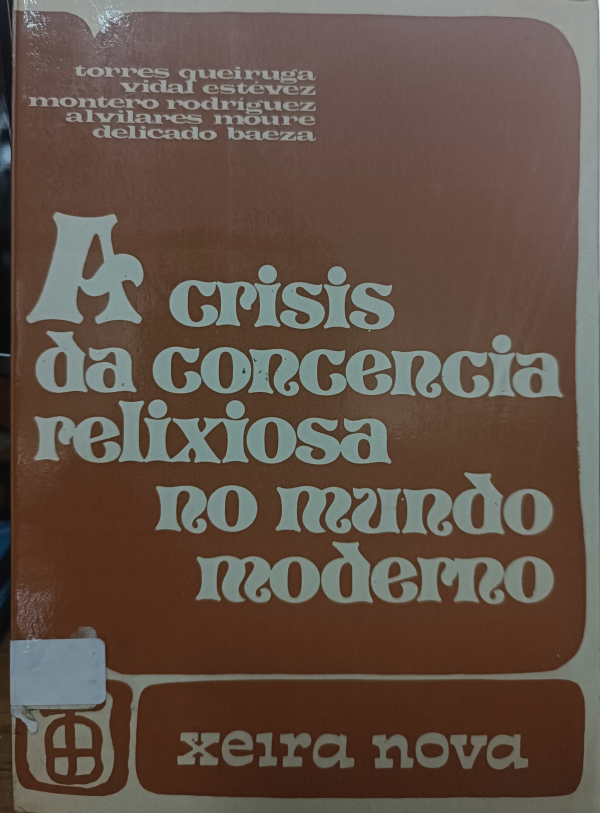 torres queiruga
vidal estévez
montero rodríguez
alvilares moure
delicado baeza
A crisis
da concencia
relixiosa
no mundo
moderno
xeira nova